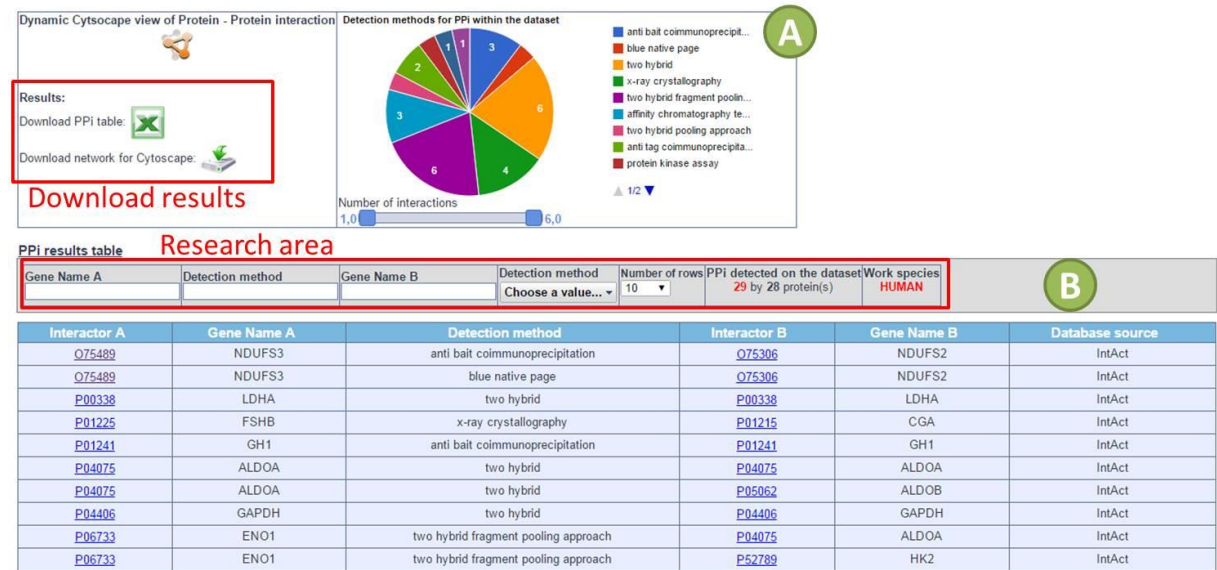 Dynamic Cytsocape view of Protein - Protein interaction
Detection methods for PPi within the dataset
A
3
6
4
6
3
2
1
1
anti bait coimmunoprecipit...
blue native page
two hybrid
x-ray crystallography
two hybrid fragment poolin...
affinity chromatography te...
two hybrid pooling approach
anti tag coimmunoprecipita...
protein kinase assay
1/2
Results:
Download PPi table:
Download network for Cytoscape:
Download results
Number of interactions
1,0 6,0
PPi results table
Research area
Gene Name A Detection method Gene Name B Detection method Number of rows PPi detected on the dataset Work species
Choose a value... 10 29 by 28 protein(s) HUMAN
B
Interactor A Gene Name A Detection method Interactor B Gene Name B Database source
O75489 NDUFS3 anti bait coimmunoprecipitation O75306 NDUFS2 IntAct
O75489 NDUFS3 blue native page O75306 NDUFS2 IntAct
P00338 LDHA two hybrid P00338 LDHA IntAct
P01225 FSHB x-ray crystallography P01215 CGA IntAct
P01241 GH1 anti bait coimmunoprecipitation P01241 GH1 IntAct
P04075 ALDOA two hybrid P04075 ALDOA IntAct
P04075 ALDOA two hybrid P05062 ALDOB IntAct
P04406 GAPDH two hybrid P04406 GAPDH IntAct
P06733 ENO1 two hybrid fragment pooling approach P04075 ALDOA IntAct
P06733 ENO1 two hybrid fragment pooling approach P52789 HK2 IntAct